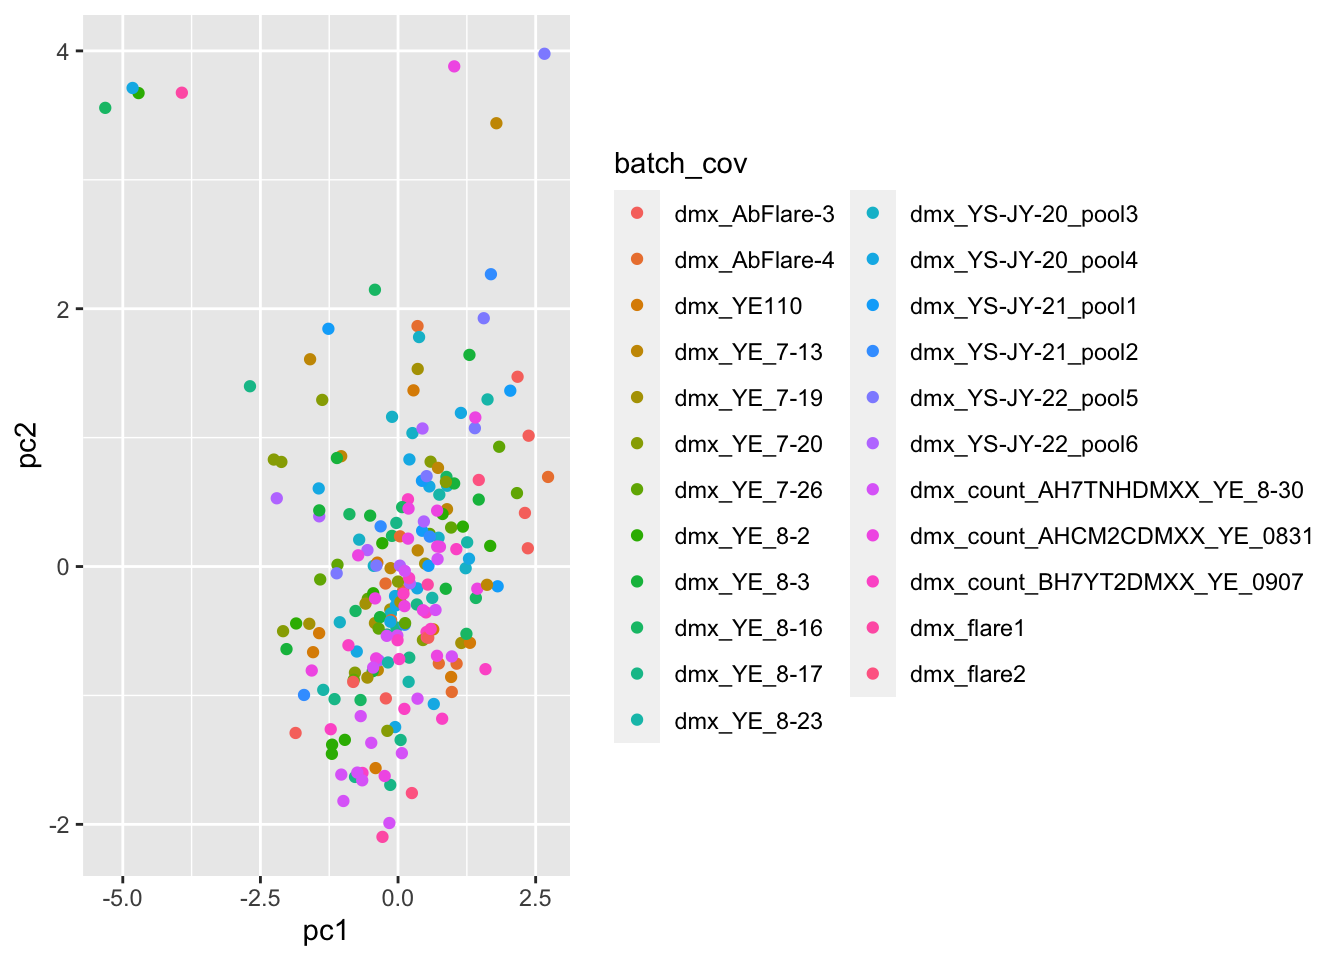 4
2
0
-2
pc2
-5.0
-2.5
0.0
2.5
pc1
batch_cov
dmx_AbFlare-3
dmx_AbFlare-4
dmx_YE110
dmx_YE_7-13
dmx_YE_7-19
dmx_YE_7-20
dmx_YE_7-26
dmx_YE_8-2
dmx_YE_8-3
dmx_YE_8-16
dmx_YE_8-17
dmx_YE_8-23
dmx_YS-JY-20_pool3
dmx_YS-JY-20_pool4
dmx_YS-JY-21_pool1
dmx_YS-JY-21_pool2
dmx_YS-JY-22_pool5
dmx_YS-JY-22_pool6
dmx_count_AH7TNHDMXX_YE_8-30
dmx_count_AHCM2CDMXX_YE_0831
dmx_count_BH7YT2DMXX_YE_0907
dmx_flare1
dmx_flare2